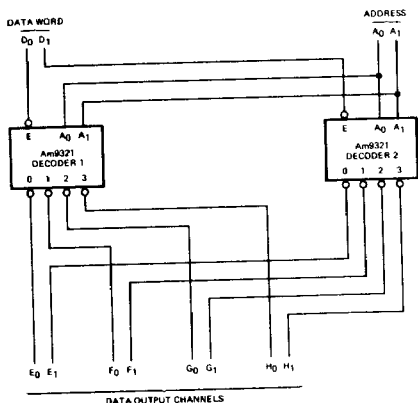 DATA WORD
D0 D1
ADDRESS
A0 A1
E A0 A1
Am9321
DECODER 1
0 1 2 3
E A0 A1
Am9321
DECODER 2
0 1 2 3
E0 E1 F0 F1 G0 G1 H0 H1
DATA OUTPUT CHANNELS